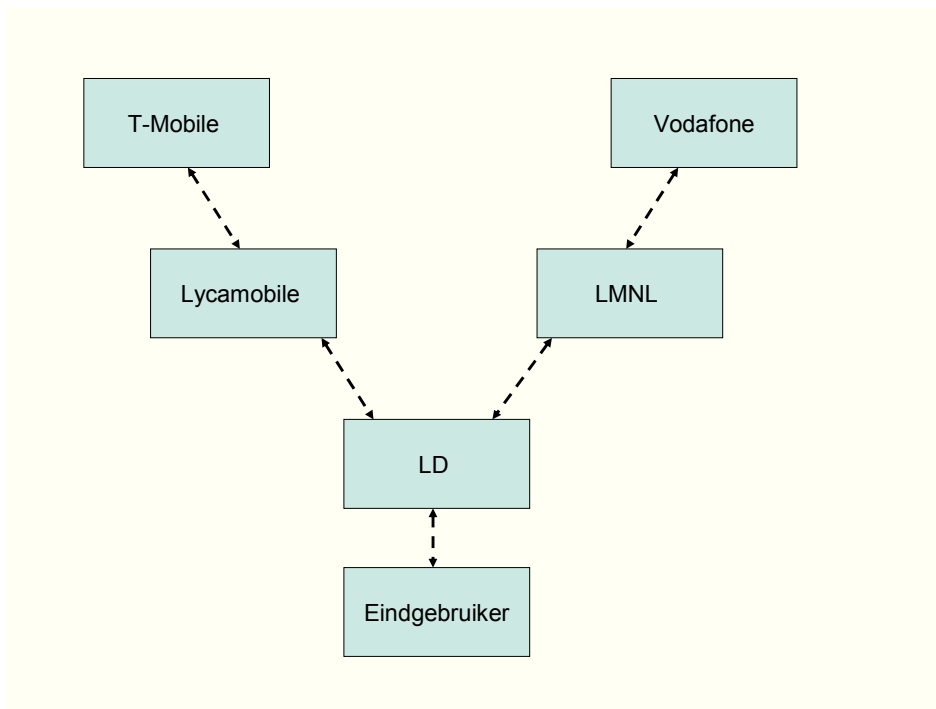 T-Mobile
Vodafone
Lycamobile
LMNL
LD
Eindgebruiker